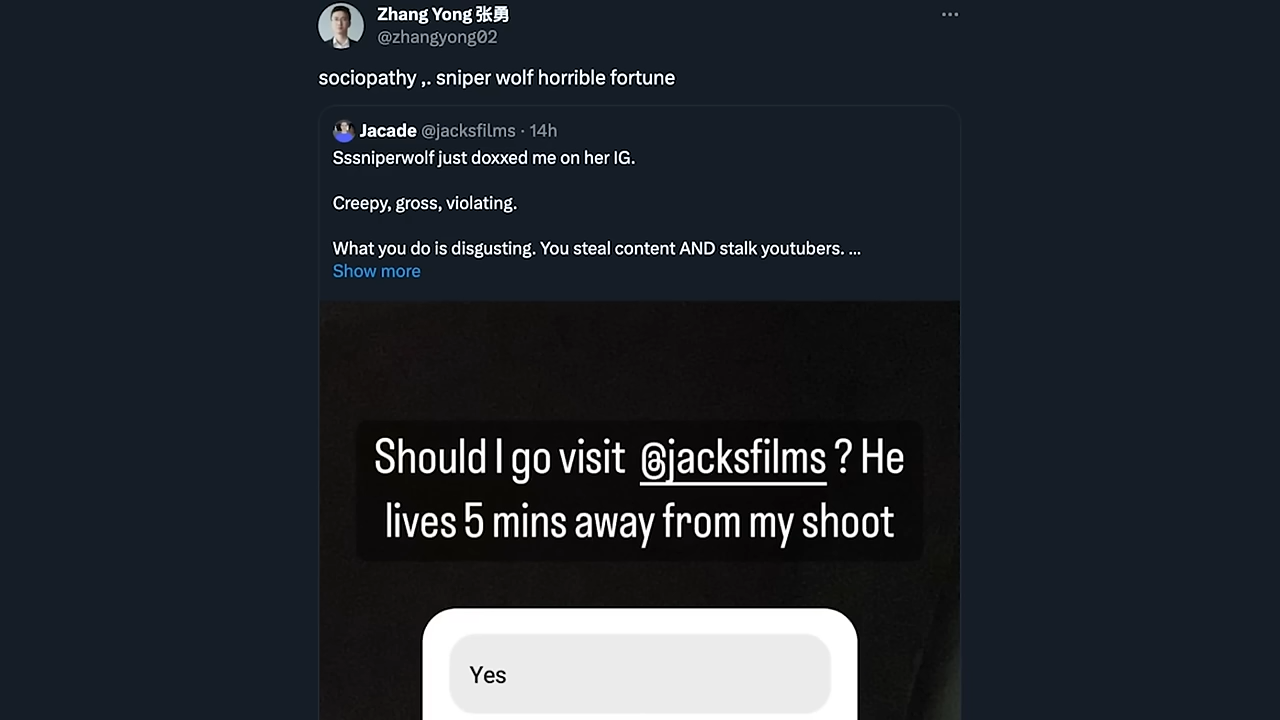 Zhang Yong 张勇
@zhangyong02
sociopathy ,. sniper wolf horrible fortune
Jacade @jacksfilms · 14h
Sssniperwolf just doxxed me on her IG.
Creepy, gross, violating.
What you do is disgusting. You steal content AND stalk youtubers. ...
Show more
Should I go visit @jacksfilms ? He
lives 5 mins away from my shoot
Yes